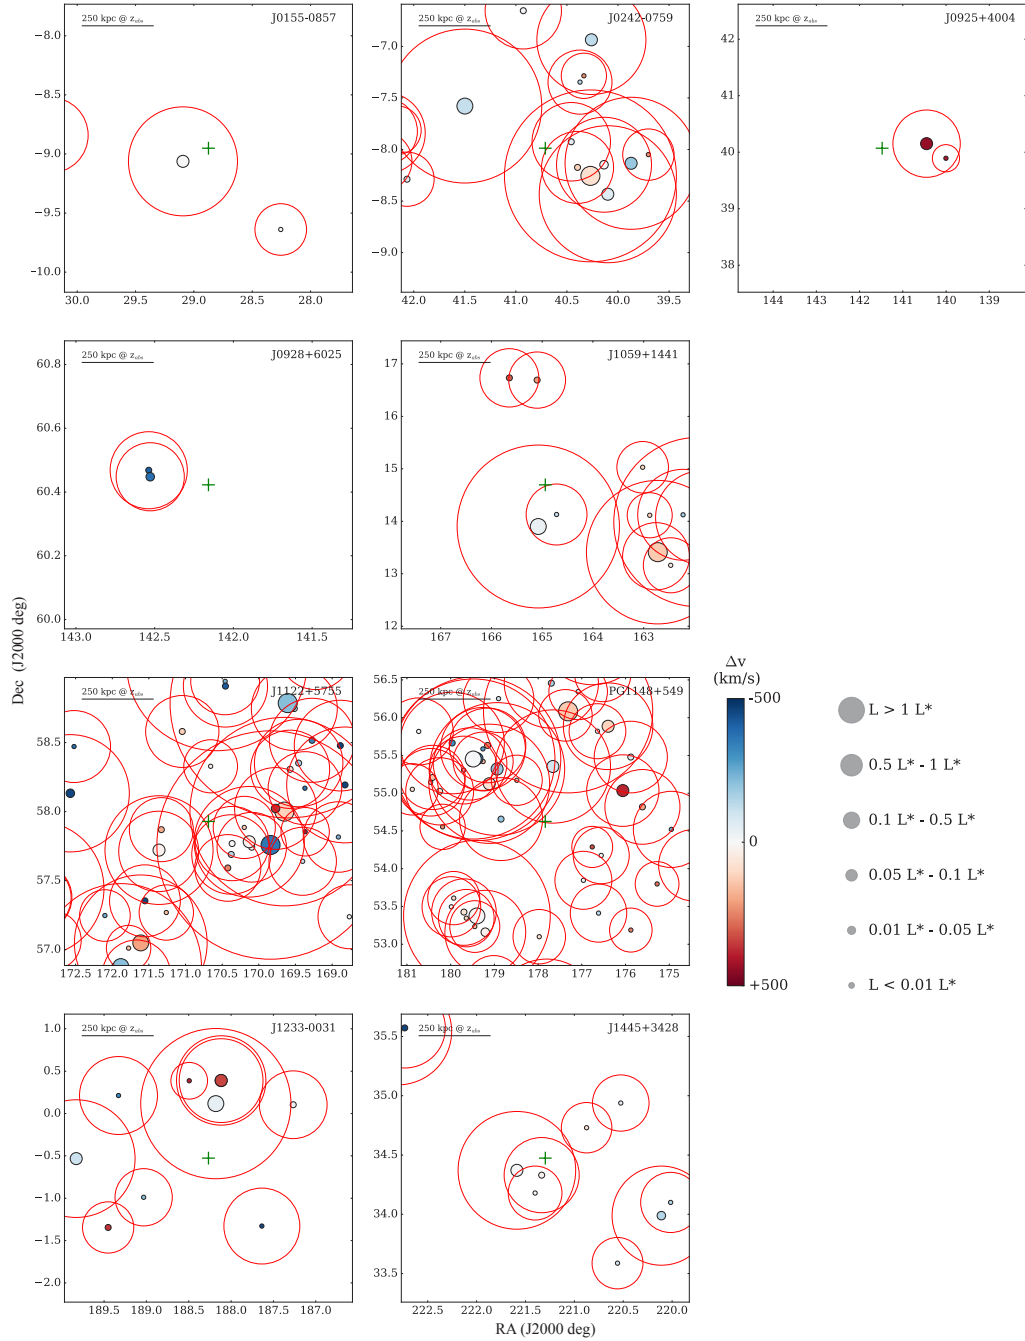 J0155-0857
250 kpc @ z_abs
−8.0
−8.5
−9.0
−9.5
−10.0
30.0 29.5 29.0 28.5 28.0
J0242-0759
250 kpc @ z_abs
−7.0
−7.5
−8.0
−8.5
−9.0
42.0 41.5 41.0 40.5 40.0 39.5
J0925+4004
250 kpc @ z_abs
42
41
40
39
38
144 143 142 141 140 139
J0928+6025
250 kpc @ z_abs
60.8
60.6
60.4
60.2
60.0
143.0 142.5 142.0 141.5
J1059+1441
250 kpc @ z_abs
17
16
15
14
13
12
167 166 165 164 163
Dec (J2000 deg)
J1122+5755
250 kpc @ z_abs
58.5
58.0
57.5
57.0
172.5 172.0 171.5 171.0 170.5 170.0 169.5 169.0
PG1148+549
250 kpc @ z_abs
56.5
56.0
55.5
55.0
54.5
54.0
53.5
53.0
181 180 179 178 177 176 175
Δv
(km/s)
-500
0
+500
L > 1 L*
0.5 L* - 1 L*
0.1 L* - 0.5 L*
0.05 L* - 0.1 L*
0.01 L* - 0.05 L*
L < 0.01 L*
J1233-0031
250 kpc @ z_abs
1.0
0.5
0.0
−0.5
−1.0
−1.5
−2.0
189.5 189.0 188.5 188.0 187.5 187.0
J1445+3428
250 kpc @ z_abs
35.5
35.0
34.5
34.0
33.5
222.5 222.0 221.5 221.0 220.5 220.0
RA (J2000 deg)